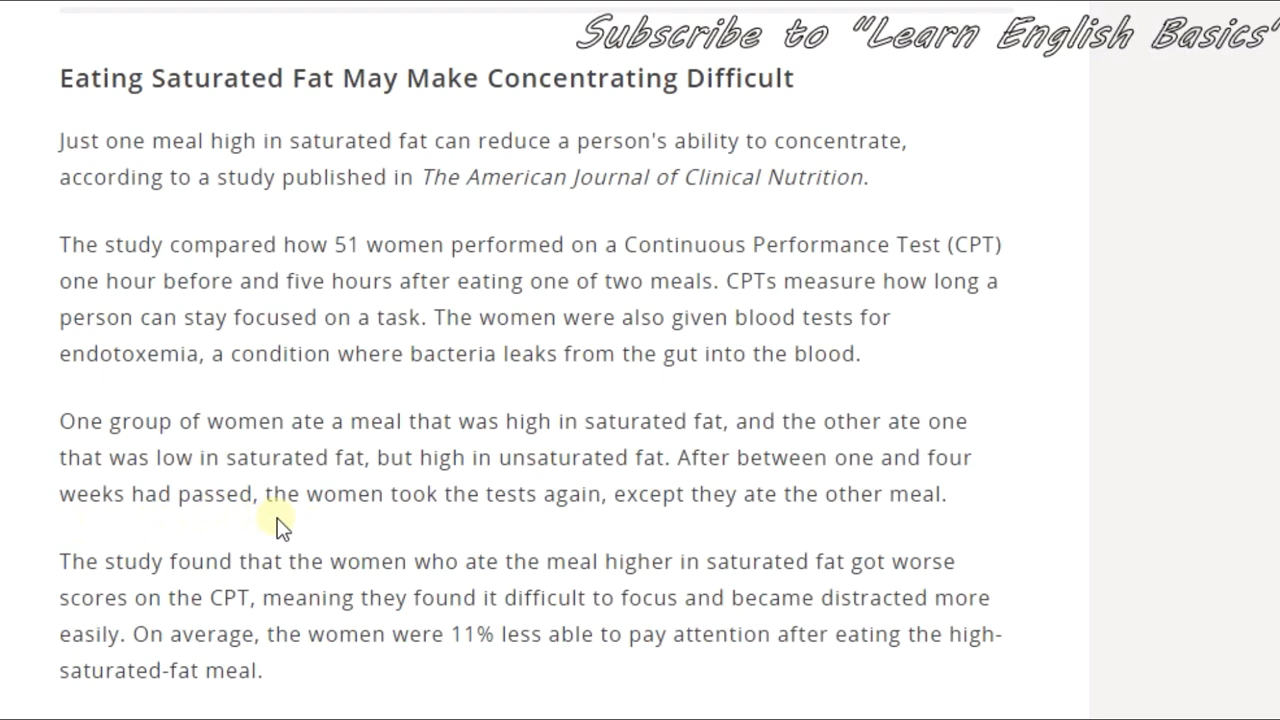 Subscribe to "Learn English Basics"
Eating Saturated Fat May Make Concentrating Difficult
Just one meal high in saturated fat can reduce a person's ability to concentrate,
according to a study published in The American Journal of Clinical Nutrition.
The study compared how 51 women performed on a Continuous Performance Test (CPT)
one hour before and five hours after eating one of two meals. CPTs measure how long a
person can stay focused on a task. The women were also given blood tests for
endotoxemia, a condition where bacteria leaks from the gut into the blood.
One group of women ate a meal that was high in saturated fat, and the other ate one
that was low in saturated fat, but high in unsaturated fat. After between one and four
weeks had passed, the women took the tests again, except they ate the other meal.
The study found that the women who ate the meal higher in saturated fat got worse
scores on the CPT, meaning they found it difficult to focus and became distracted more
easily. On average, the women were 11% less able to pay attention after eating the high-
saturated-fat meal.